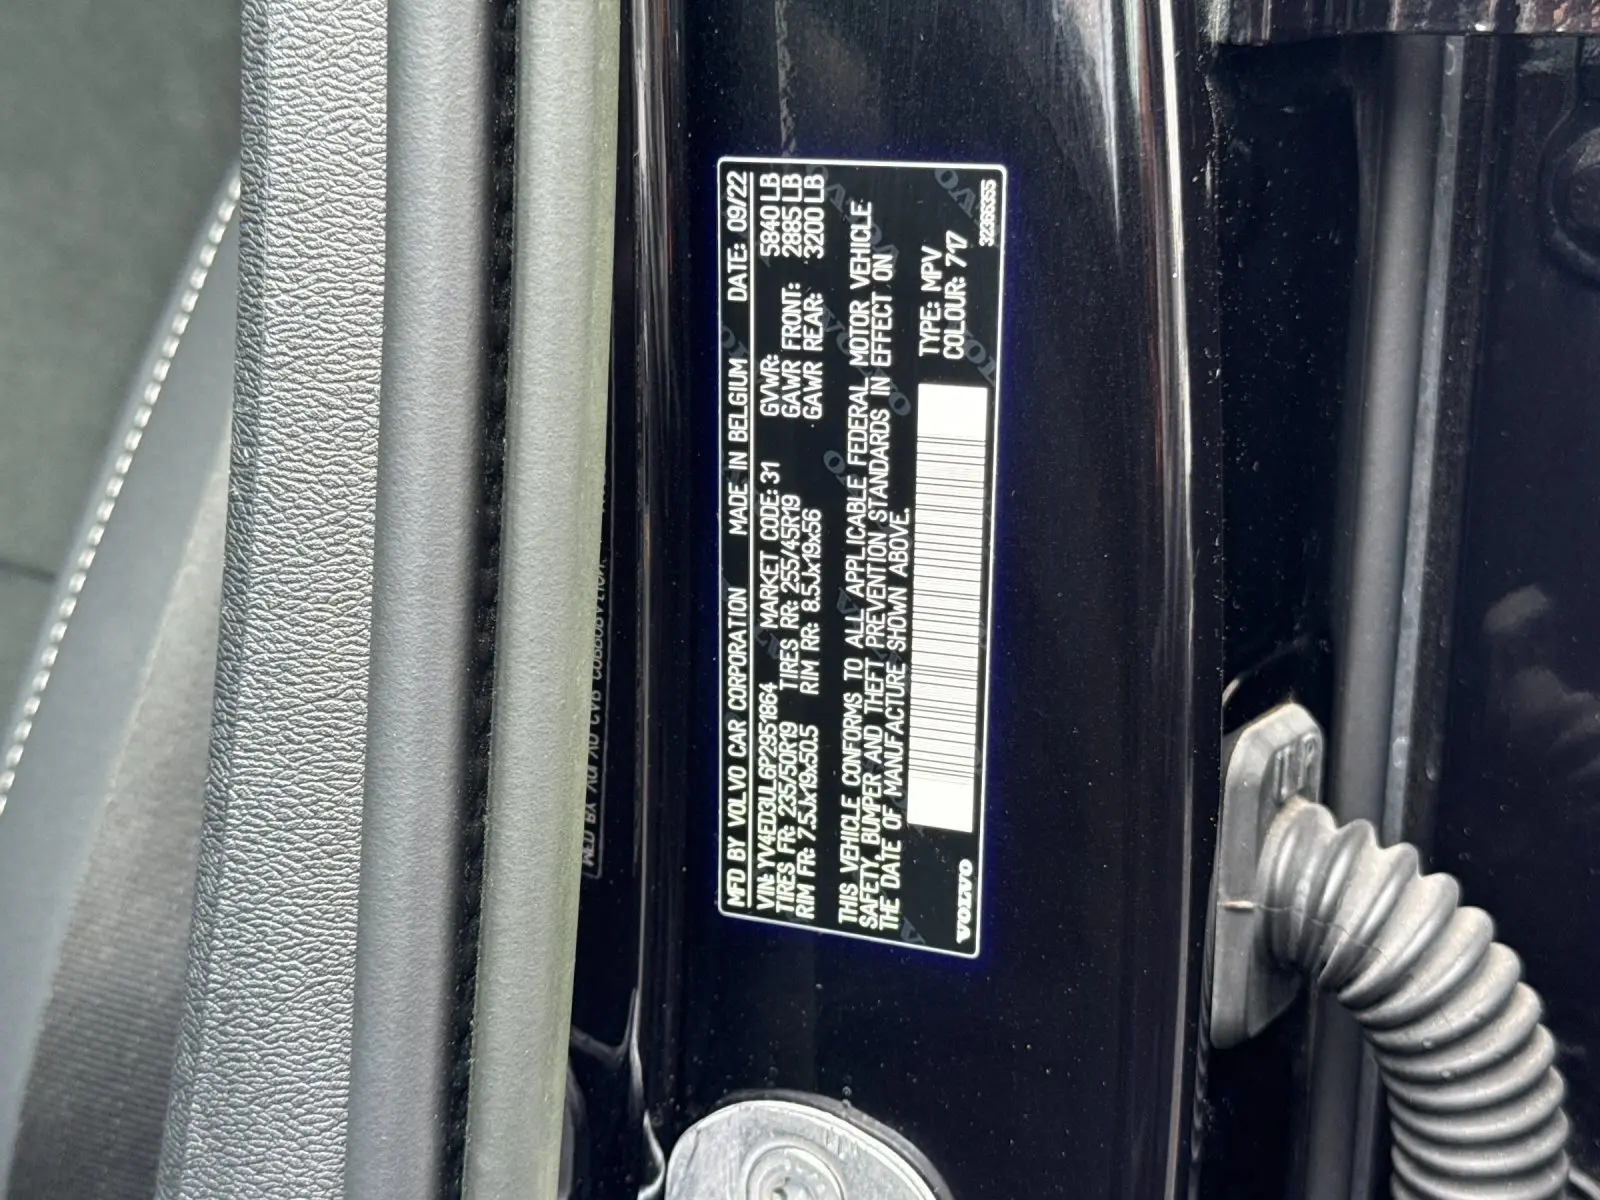 MFD BY VOLVO CAR CORPORATION MADE IN BELGIUM DATE: 09/22
VIN: YV4ED3UL6P2951864 MARKET CODE: 31 GVWR: 5840 LB
TIRES FR: 235/50R19 TIRES RR: 255/45R19 GAWR FRONT: 2885 LB
RIM FR: 7.5Jx19x50.5 RIM RR: 8.5Jx19x56 GAWR REAR: 3200 LB
THIS VEHICLE CONFORMS TO ALL APPLICABLE FEDERAL MOTOR VEHICLE
SAFETY, BUMPER AND THEFT PREVENTION STANDARDS IN EFFECT ON
THE DATE OF MANUFACTURE SHOWN ABOVE.
TYPE: MPV
COLOUR: 717
VOLVO
32366355